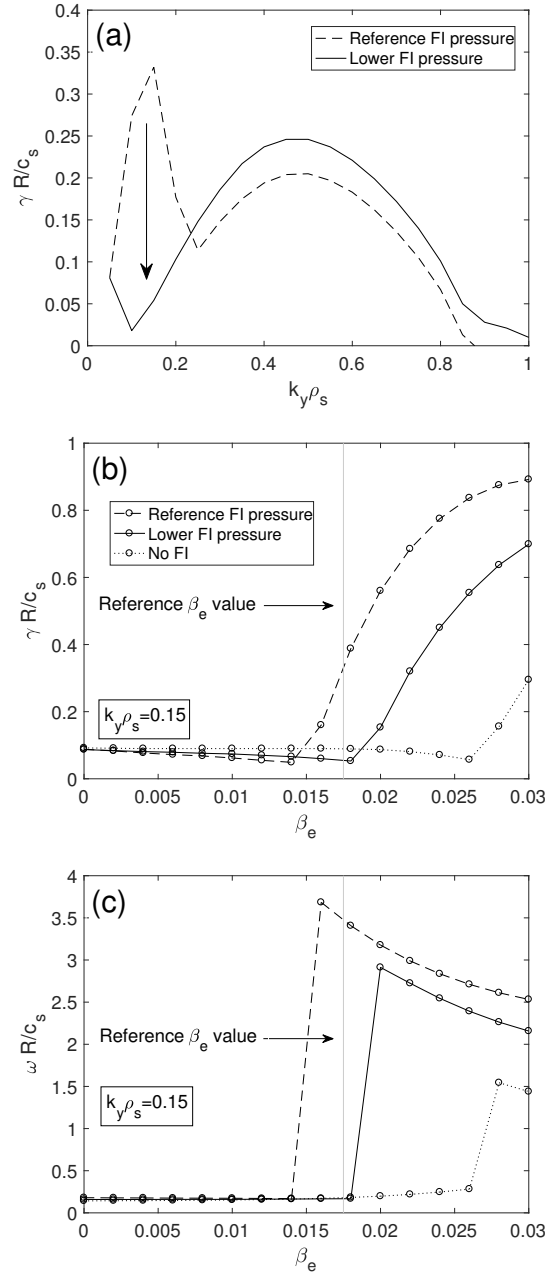 (a)
Reference FI pressure
Lower FI pressure
0.4
0.35
0.3
0.25
0.2
0.15
0.1
0.05
0
γ R/c_s
0 0.2 0.4 0.6 0.8 1
k_yρ_s
(b)
Reference FI pressure
Lower FI pressure
No FI
Reference β_e value
k_yρ_s=0.15
1
0.8
0.6
0.4
0.2
0
γ R/c_s
0 0.005 0.01 0.015 0.02 0.025 0.03
β_e
(c)
Reference β_e value
k_yρ_s=0.15
4
3.5
3
2.5
2
1.5
1
0.5
0
ω R/c_s
0 0.005 0.01 0.015 0.02 0.025 0.03
β_e